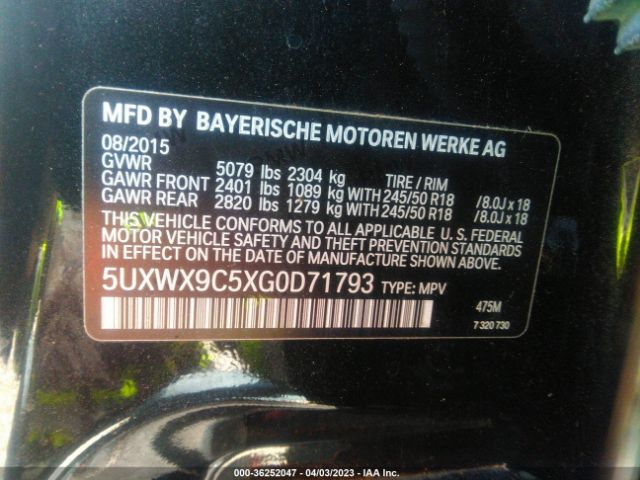 MFD BY BAYERISCHE MOTOREN WERKE AG
08/2015
GVWR 5079 lbs 2304 kg TIRE / RIM
GAWR FRONT 2401 lbs 1089 kg WITH 245/50 R18 /8.0J x 18
GAWR REAR 2820 lbs 1279 kg WITH 245/50 R18 /8.0J x 18
THIS VEHICLE CONFORMS TO ALL APPLICABLE U. S. FEDERAL
MOTOR VEHICLE SAFETY AND THEFT PREVENTION STANDARDS
IN EFFECT ON THE DATE OF MANUFACTURE SHOWN ABOVE.
5UXWX9C5XG0D71793 TYPE: MPV
475M
7 320 730
000-36252047 - 04/03/2023 - IAA Inc.